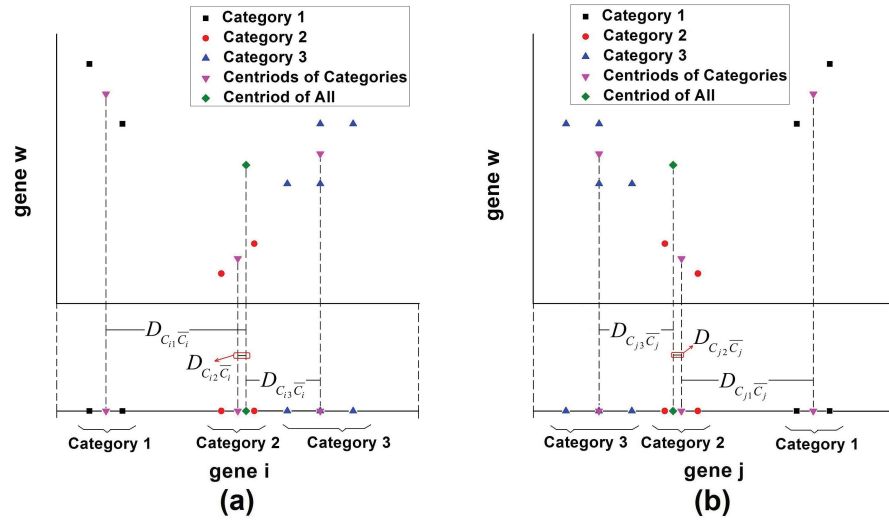 Category 1
Category 2
Category 3
Centriods of Categories
Centriod of All
gene w
D_{C_{i1}\overline{C_i}}
D_{C_{i2}\overline{C_i}}
D_{C_{i3}\overline{C_i}}
Category 1
Category 2
Category 3
gene i
(a)
Category 1
Category 2
Category 3
Centriods of Categories
Centriod of All
gene w
D_{C_{j3}\overline{C_j}}
D_{C_{j2}\overline{C_j}}
D_{C_{j1}\overline{C_j}}
Category 3
Category 2
Category 1
gene j
(b)